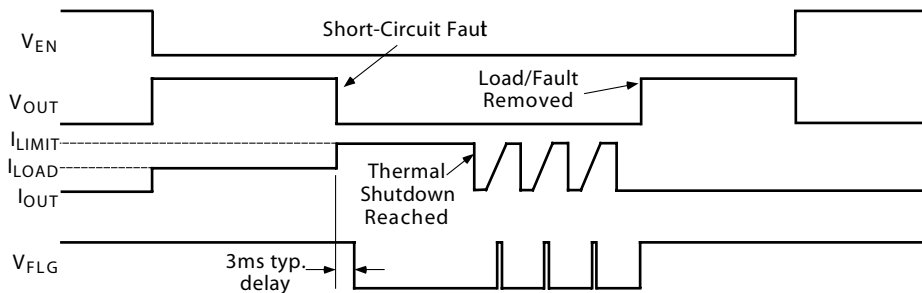 VEN
Short-Circuit Faut
VOUT
Load/Fault
Removed
ILIMIT
ILOAD
IOUT
Thermal
Shutdown
Reached
VFLG
3ms typ.
delay